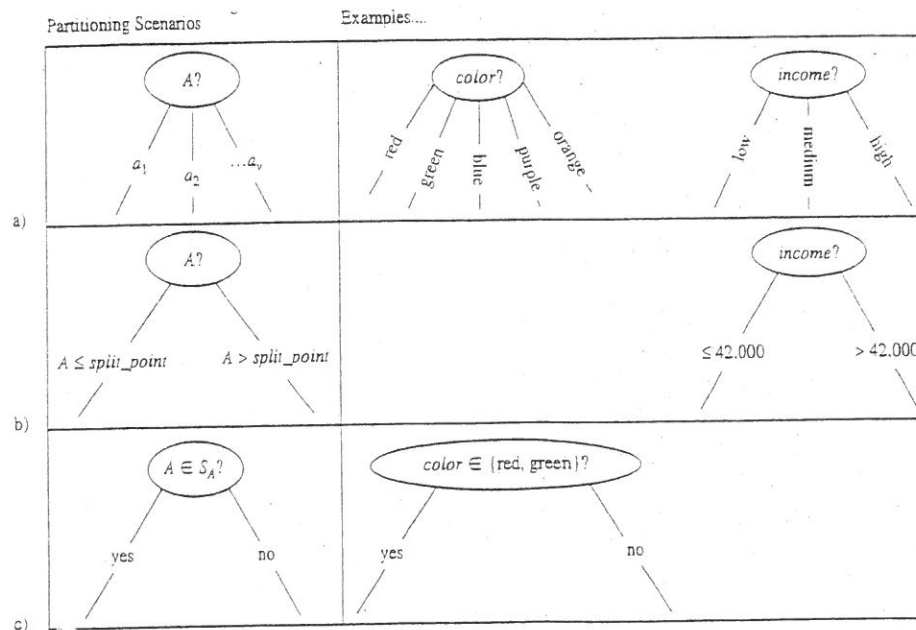 Partitioning Scenarios Examples....
A? color? income?
a₁ a₂ ...aᵥ red green blue purple orange low medium high
a)
A? income?
A ≤ split_point A > split_point ≤ 42.000 > 42.000
b)
A ∈ S_A? color ∈ {red, green}?
yes no yes no
c)